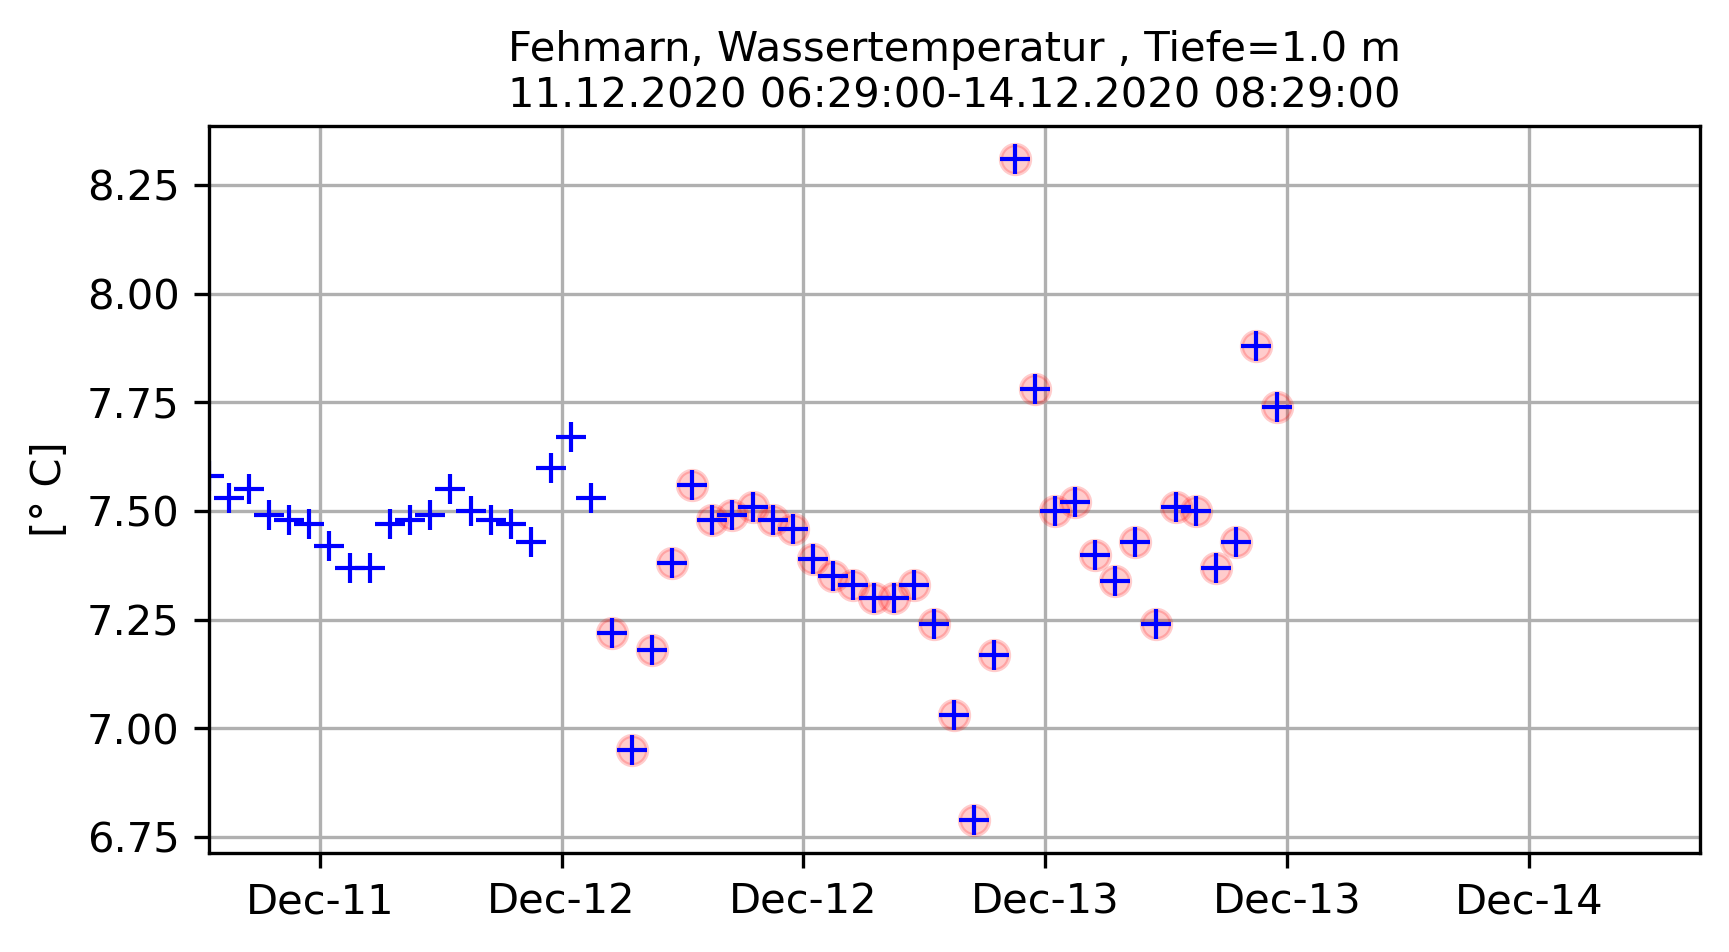 Fehmarn, Wassertemperatur , Tiefe=1.0 m
11.12.2020 06:29:00-14.12.2020 08:29:00
8.25
8.00
7.75
7.50
7.25
7.00
6.75
[° C]
Dec-11 Dec-12 Dec-12 Dec-13 Dec-13 Dec-14